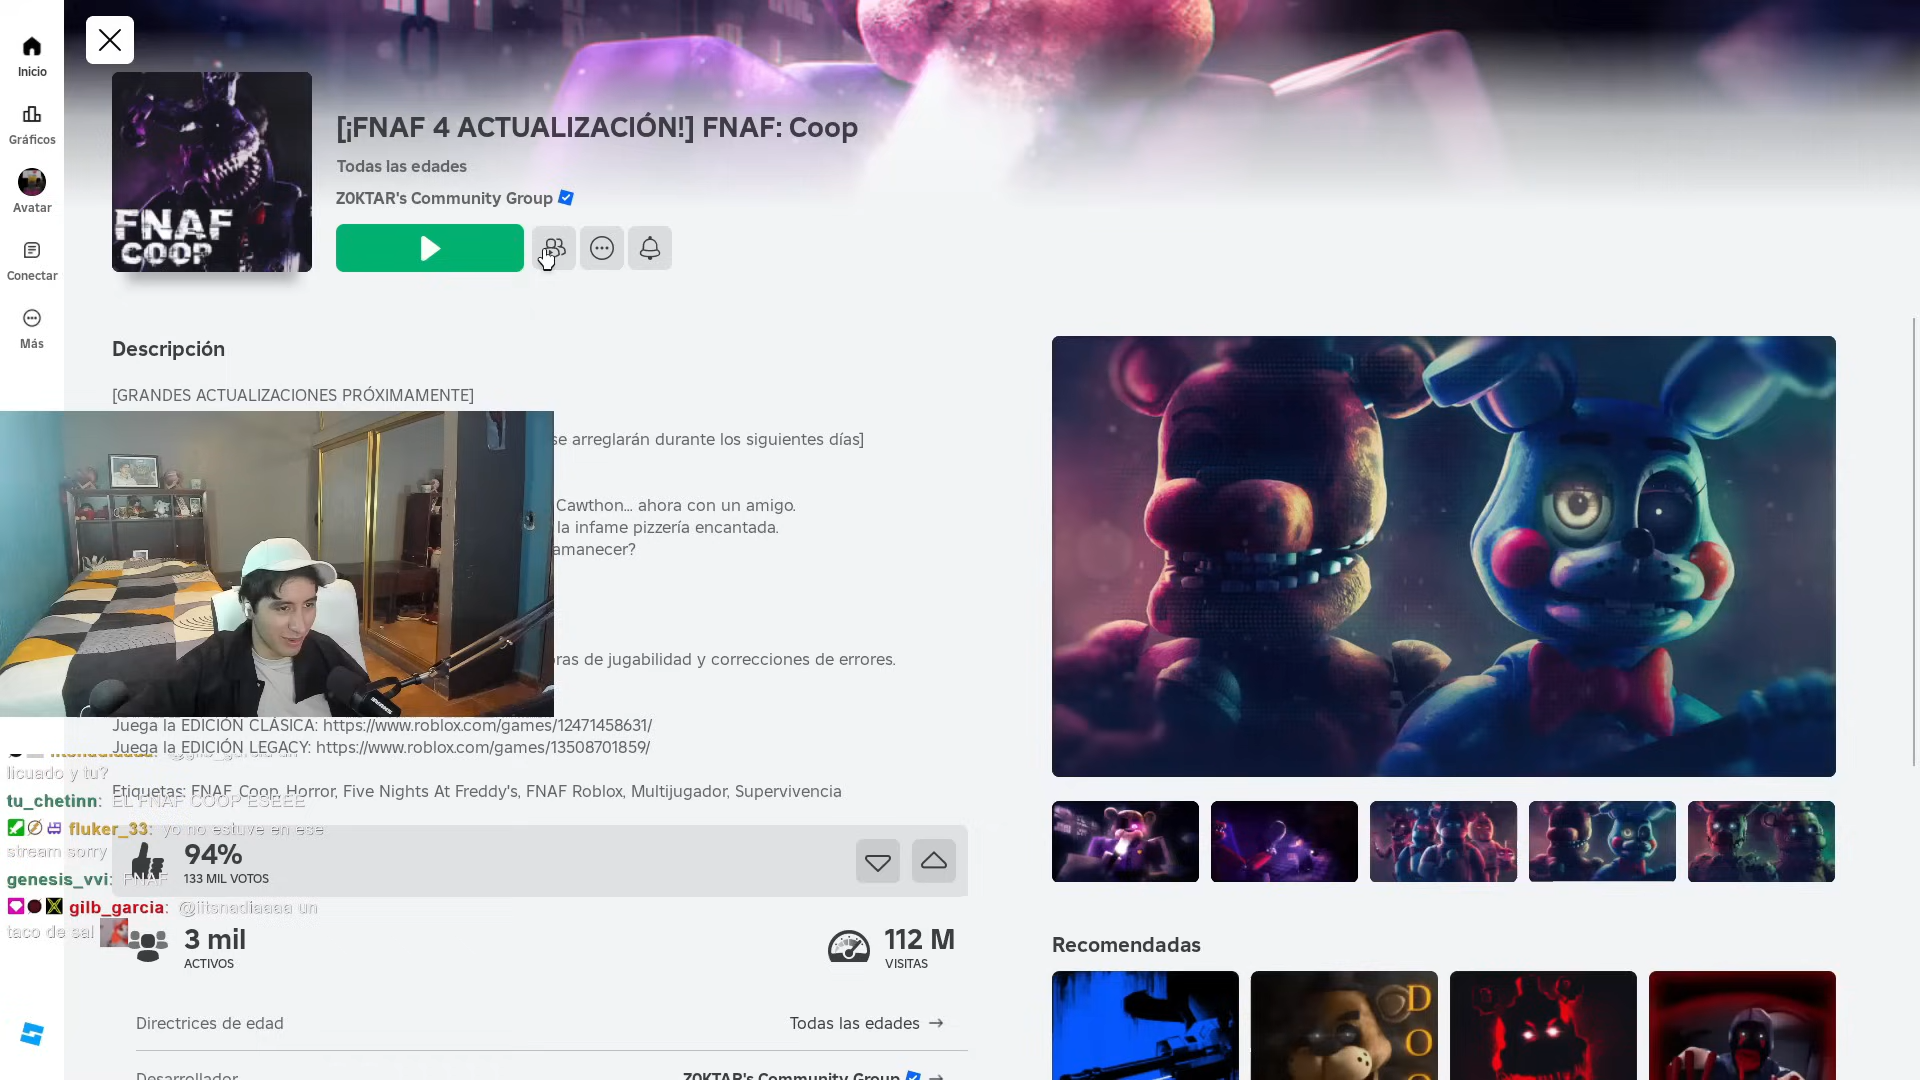 Inicio
Gráficos
Avatar
Conectar
Más
FNAF
COOP
[¡FNAF 4 ACTUALIZACIÓN!] FNAF: Coop
Todas las edades
Z0KTAR's Community Group
Descripción
[GRANDES ACTUALIZACIONES PRÓXIMAMENTE]
se arreglarán durante los siguientes días]
Cawthon... ahora con un amigo.
la infame pizzería encantada.
amanecer?
oras de jugabilidad y correcciones de errores.
Juega la EDICIÓN CLÁSICA: https://www.roblox.com/games/12471458631/
Juega la EDICIÓN LEGACY: https://www.roblox.com/games/13508701859/
Etiquetas: FNAF, Coop, Horror, Five Nights At Freddy's, FNAF Roblox, Multijugador, Supervivencia
licuado y tu?
tu_chetinn: EL FNAF COOP ESEEE
fluker_33: yo no estuve en ese
stream sorry
genesis_vvi: FNAF
gilb_garcia: @iitsnadiaaaa un
taco de sal
94%
133 MIL VOTOS
3 mil
ACTIVOS
112 M
VISITAS
Directrices de edad
Todas las edades
Desarrollador
Z0KTAR's Community Group
Recomendadas
D
O